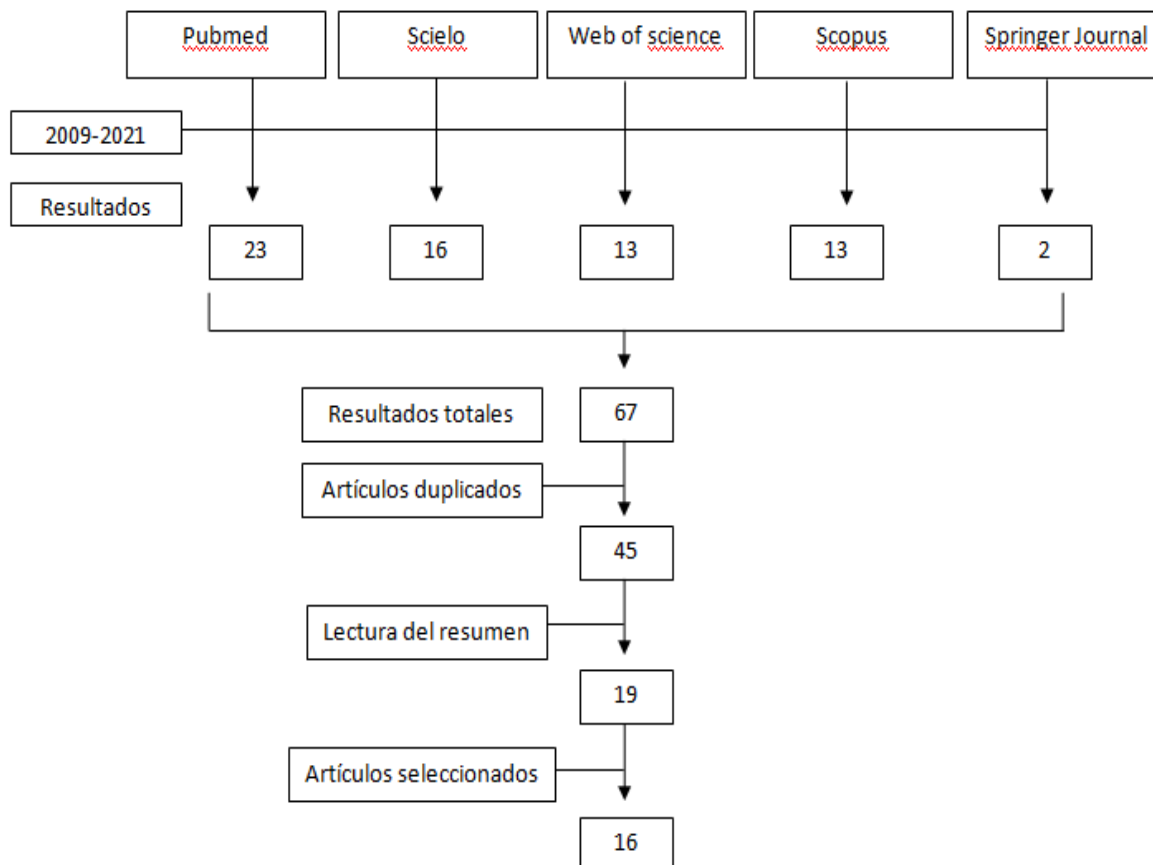 Pubmed
Scielo
Web of science
Scopus
Springer Journal
2009-2021
Resultados
23
16
13
13
2
Resultados totales
67
Artículos duplicados
45
Lectura del resumen
19
Artículos seleccionados
16